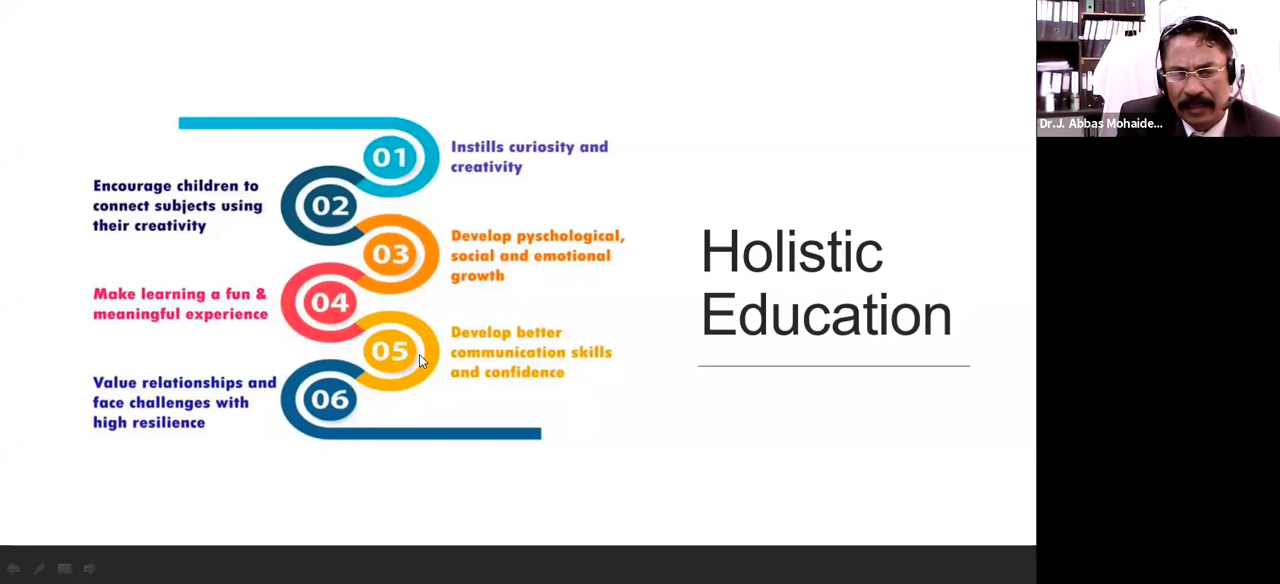 01
Instills curiosity and
creativity
02
Encourage children to
connect subjects using
their creativity
03
Develop pyschological,
social and emotional
growth
04
Make learning a fun &
meaningful experience
05
Develop better
communication skills
and confidence
06
Value relationships and
face challenges with
high resilience
Holistic
Education
Dr.J. Abbas Mohaide...